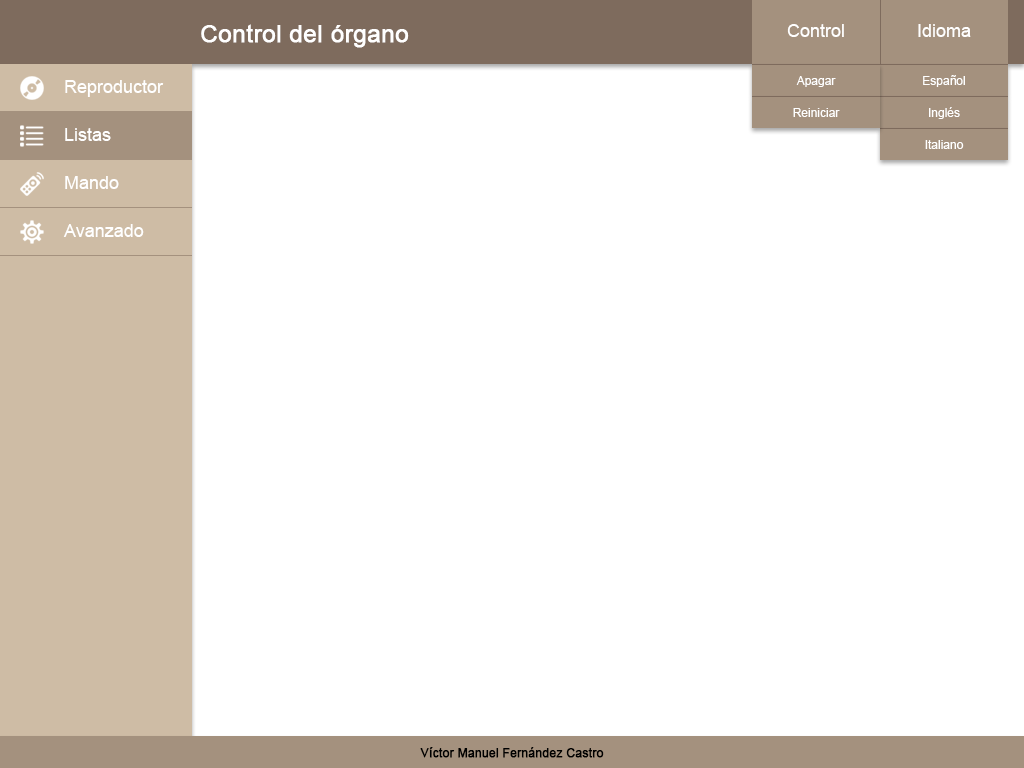 Control del órgano
Control
Idioma
Apagar
Reiniciar
Español
Inglés
Italiano
Reproductor
Listas
Mando
Avanzado
Víctor Manuel Fernández Castro